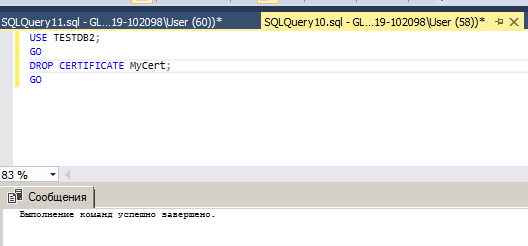 SQLQuery11.sql - GL...19-102098\User (60))* SQLQuery10.sql - GL...19-102098\User (58))*
USE TESTDB2;
GO
DROP CERTIFICATE MyCert;
GO
83 %
Сообщения
Выполнение команд успешно завершено.